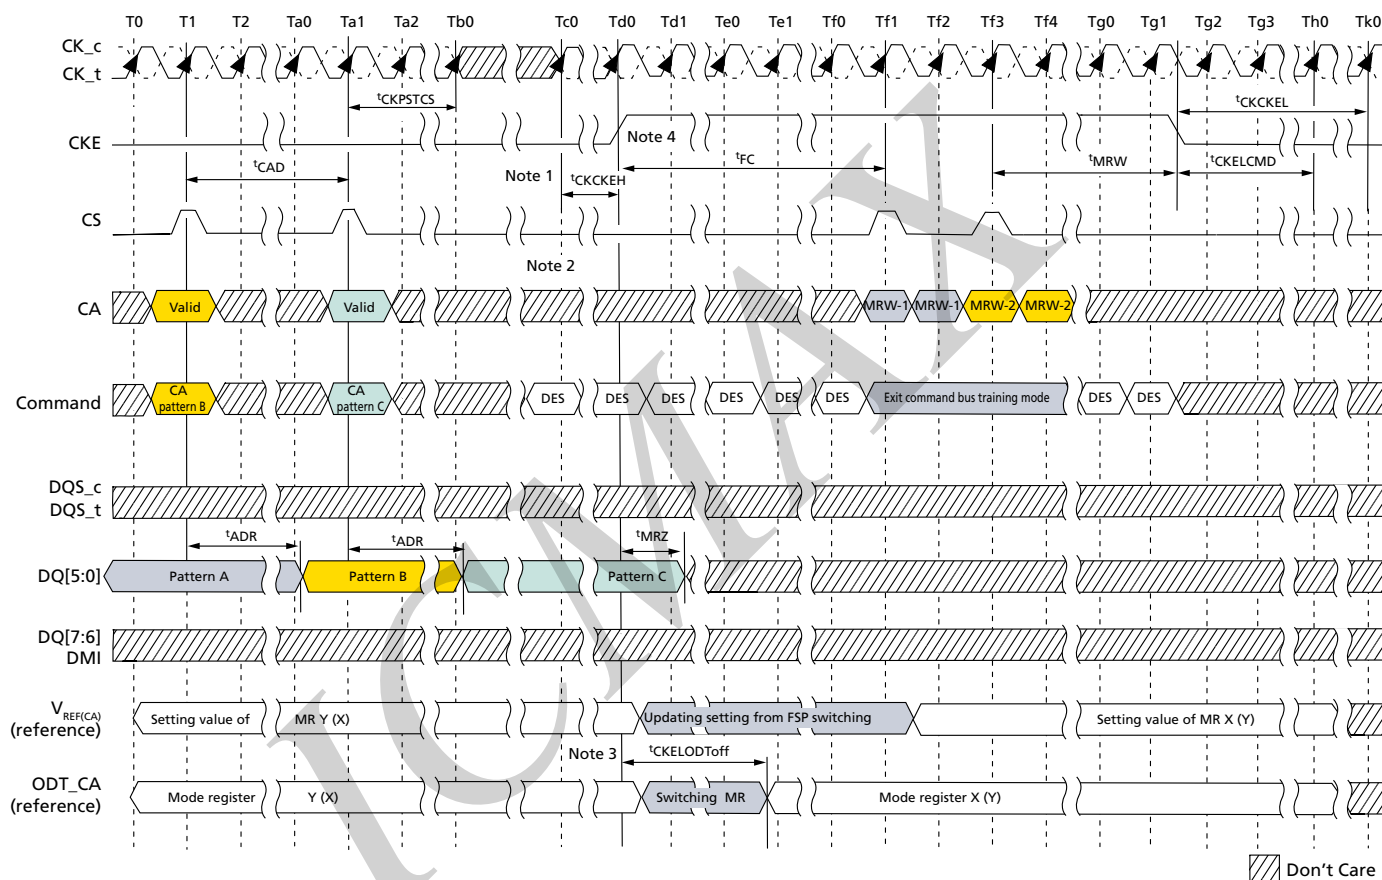 T0 T1 T2 Ta0 Ta1 Ta2 Tb0 Tc0 Td0 Td1 Te0 Te1 Tf0 Tf1 Tf2 Tf3 Tf4 Tg0 Tg1 Tg2 Tg3 Th0 Tk0
CK_c
CK_t
tCKPSTCS
tCKCKEL
CKE
Note 4
tCAD
tFC
tMRW
tCKELCMD
Note 1
tCKCKEH
CS
Note 2
CA
Valid Valid MRW-1 MRW-1 MRW-2 MRW-2
Command
CA
pattern B
CA
pattern C
DES DES DES DES DES DES Exit command bus training mode DES DES
DQS_c
DQS_t
tADR tADR tMRZ
DQ[5:0] Pattern A Pattern B Pattern C
DQ[7:6]
DMI
VREF(CA)
(reference)
Setting value of MR Y (X) Updating setting from FSP switching Setting value of MR X (Y)
Note 3
tCKELODToff
ODT_CA
(reference)
Mode register Y (X) Switching MR Mode register X (Y)
Don't Care
ICMAX